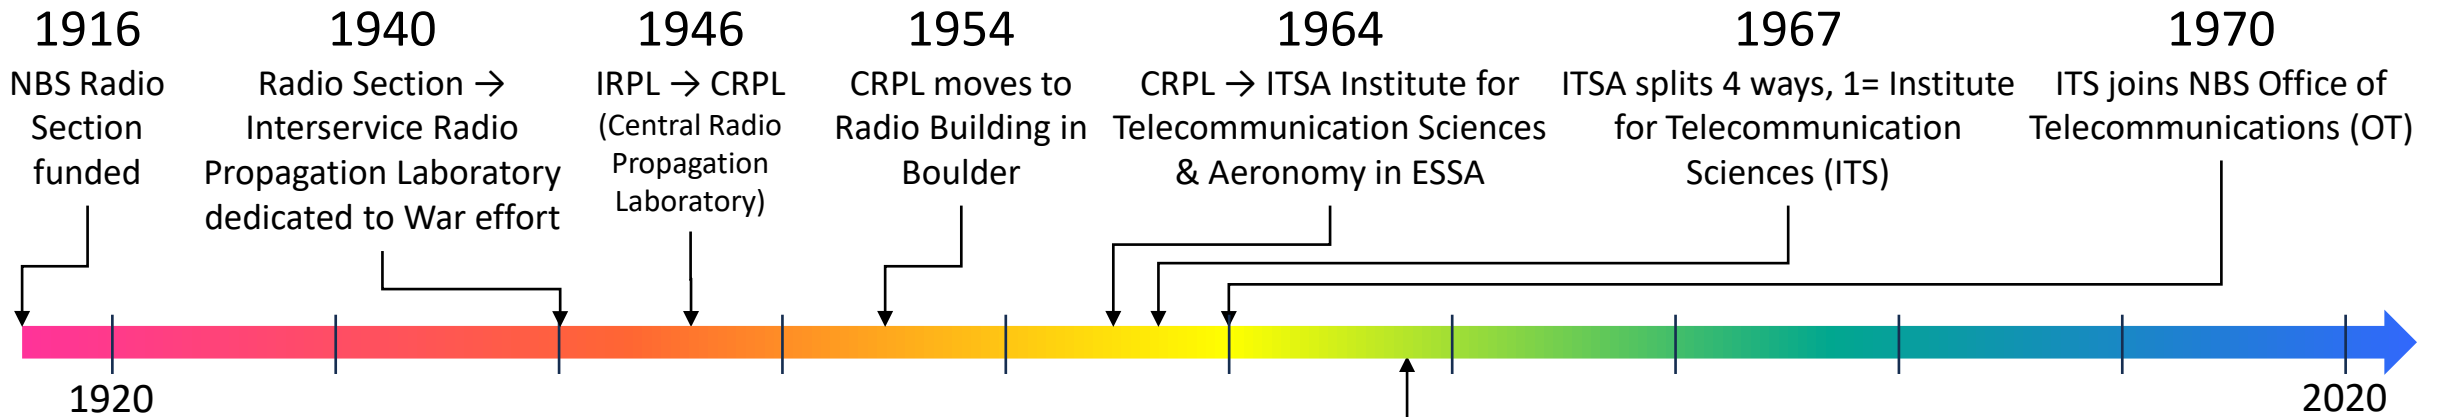 1916
NBS Radio
Section
funded
1940
Radio Section →
Interservice Radio
Propagation Laboratory
dedicated to War effort
1946
IRPL → CRPL
(Central Radio
Propagation
Laboratory)
1954
CRPL moves to
Radio Building in
Boulder
1964
CRPL → ITSA Institute for
Telecommunication Sciences
& Aeronomy in ESSA
1967
ITSA splits 4 ways, 1= Institute
for Telecommunication
Sciences (ITS)
1970
ITS joins NBS Office of
Telecommunications (OT)
1920
2020